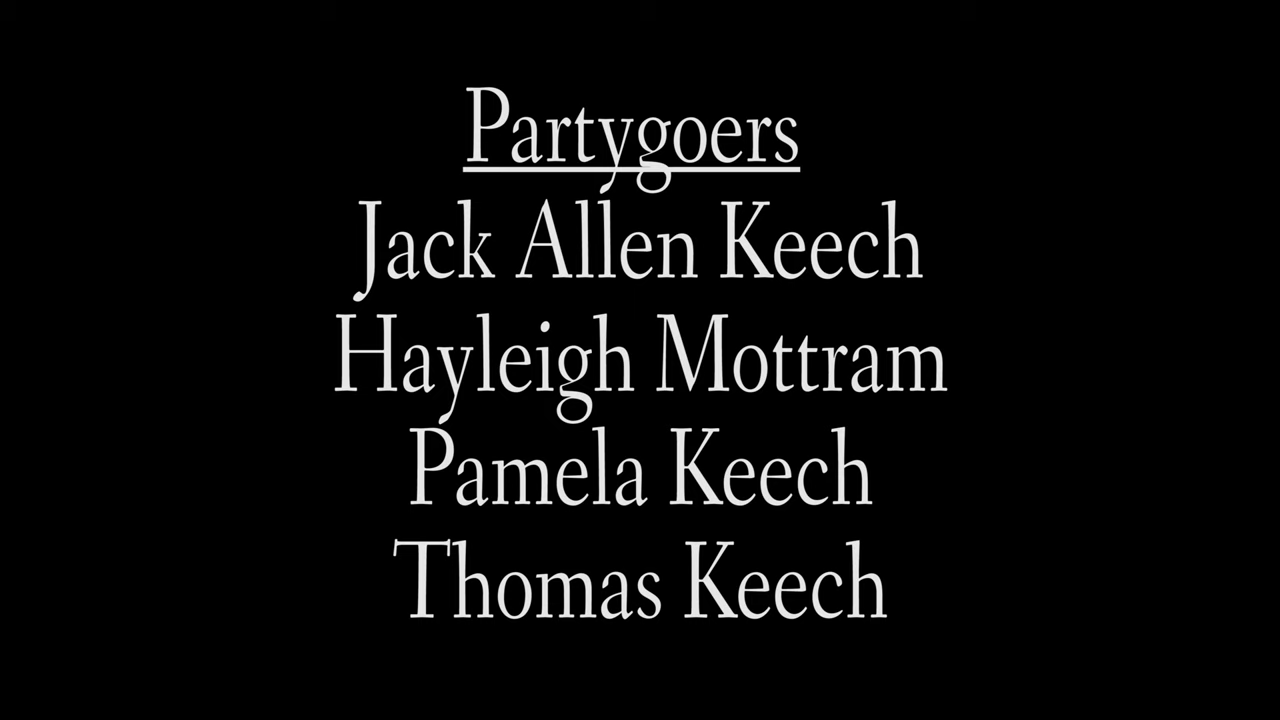 Partygoers
Jack Allen Keech
Hayleigh Mottram
Pamela Keech
Thomas Keech